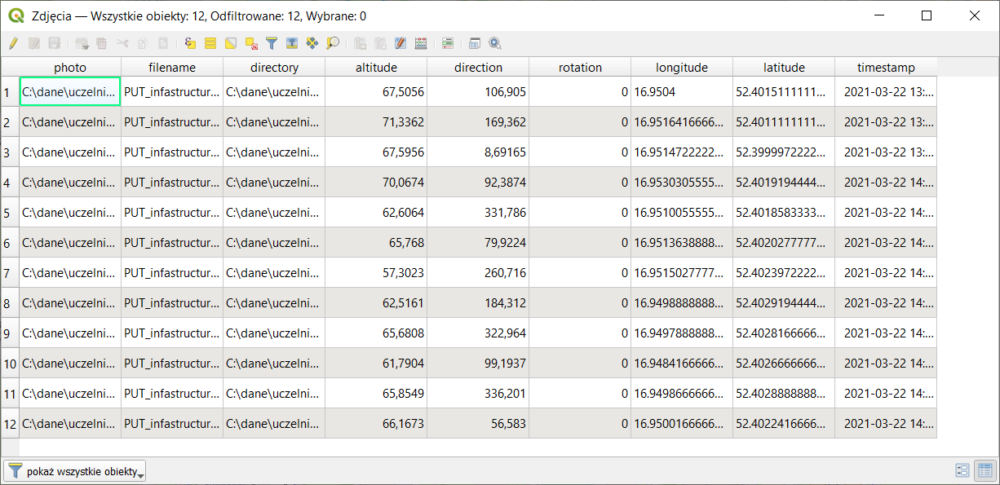 Zdjęcia — Wszystkie obiekty: 12, Odfiltrowane: 12, Wybrane: 0
photo filename directory altitude direction rotation longitude latitude timestamp
1 C:\dane\uczelni... PUT_infastructur... C:\dane\uczelni... 67,5056 106,905 0 16.9504 52.4015111111... 2021-03-22 13:...
2 C:\dane\uczelni... PUT_infastructur... C:\dane\uczelni... 71,3362 169,362 0 16.9516416666... 52.4011111111... 2021-03-22 13:...
3 C:\dane\uczelni... PUT_infastructur... C:\dane\uczelni... 67,5956 8,69165 0 16.9514722222... 52.3999972222... 2021-03-22 13:...
4 C:\dane\uczelni... PUT_infastructur... C:\dane\uczelni... 70,0674 92,3874 0 16.9530305555... 52.4019194444... 2021-03-22 14:...
5 C:\dane\uczelni... PUT_infastructur... C:\dane\uczelni... 62,6064 331,786 0 16.9510055555... 52.4018583333... 2021-03-22 14:...
6 C:\dane\uczelni... PUT_infastructur... C:\dane\uczelni... 65,768 79,9224 0 16.9513638888... 52.4020277777... 2021-03-22 14:...
7 C:\dane\uczelni... PUT_infastructur... C:\dane\uczelni... 57,3023 260,716 0 16.9515027777... 52.4023972222... 2021-03-22 14:...
8 C:\dane\uczelni... PUT_infastructur... C:\dane\uczelni... 62,5161 184,312 0 16.9498888888... 52.4029194444... 2021-03-22 14:...
9 C:\dane\uczelni... PUT_infastructur... C:\dane\uczelni... 65,6808 322,964 0 16.9497888888... 52.4028166666... 2021-03-22 14:...
10 C:\dane\uczelni... PUT_infastructur... C:\dane\uczelni... 61,7904 99,1937 0 16.9484166666... 52.4026666666... 2021-03-22 14:...
11 C:\dane\uczelni... PUT_infastructur... C:\dane\uczelni... 65,8549 336,201 0 16.9498666666... 52.4028888888... 2021-03-22 14:...
12 C:\dane\uczelni... PUT_infastructur... C:\dane\uczelni... 66,1673 56,583 0 16.9500166666... 52.4022416666... 2021-03-22 14:...
pokaż wszystkie obiekty